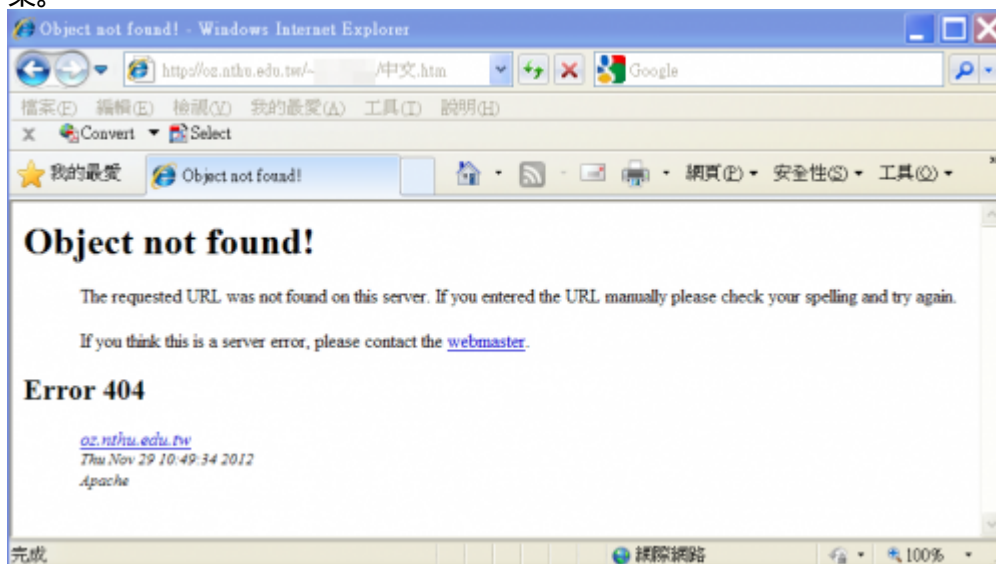 案。
Object not found! - Windows Internet Explorer
http://oz.nthu.edu.tw/~ /中文.htm Google
檔案(F) 編輯(E) 檢視(V) 我的最愛(A) 工具(T) 說明(H)
x Convert Select
我的最愛 Object not found! 網頁(P) 安全性(S) 工具(O) »
Object not found!
The requested URL was not found on this server. If you entered the URL manually please check your spelling and try again.
If you think this is a server error, please contact the webmaster.
Error 404
oz.nthu.edu.tw
Thu Nov 29 10:49:34 2012
Apache
完成 網際網路 100%